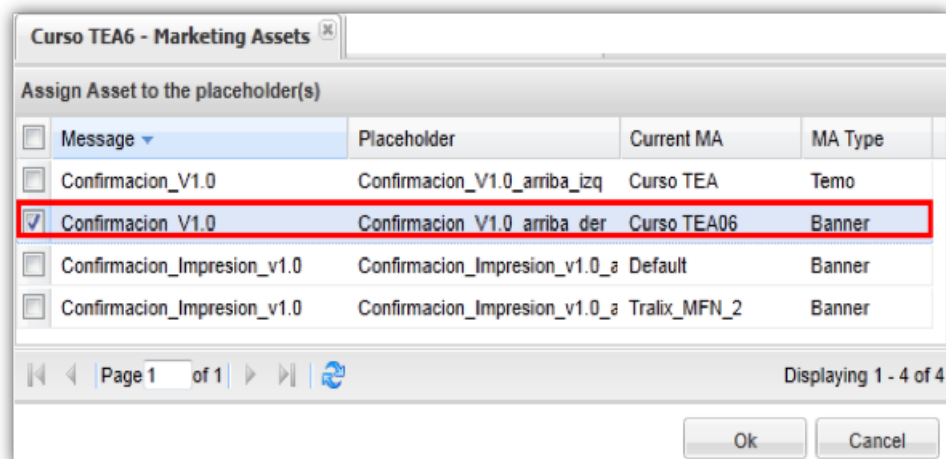 Curso TEA6 - Marketing Assets
Assign Asset to the placeholder(s)
Message Placeholder Current MA MA Type
Confirmacion_V1.0 Confirmacion_V1.0_arriba_izq Curso TEA Temo
Confirmacion_V1.0 Confirmacion_V1.0_arriba_der Curso TEA06 Banner
Confirmacion_Impresion_v1.0 Confirmacion_Impresion_v1.0_a Default Banner
Confirmacion_Impresion_v1.0 Confirmacion_Impresion_v1.0_a Tralix_MFN_2 Banner
Page 1 of 1 Displaying 1 - 4 of 4
Ok Cancel